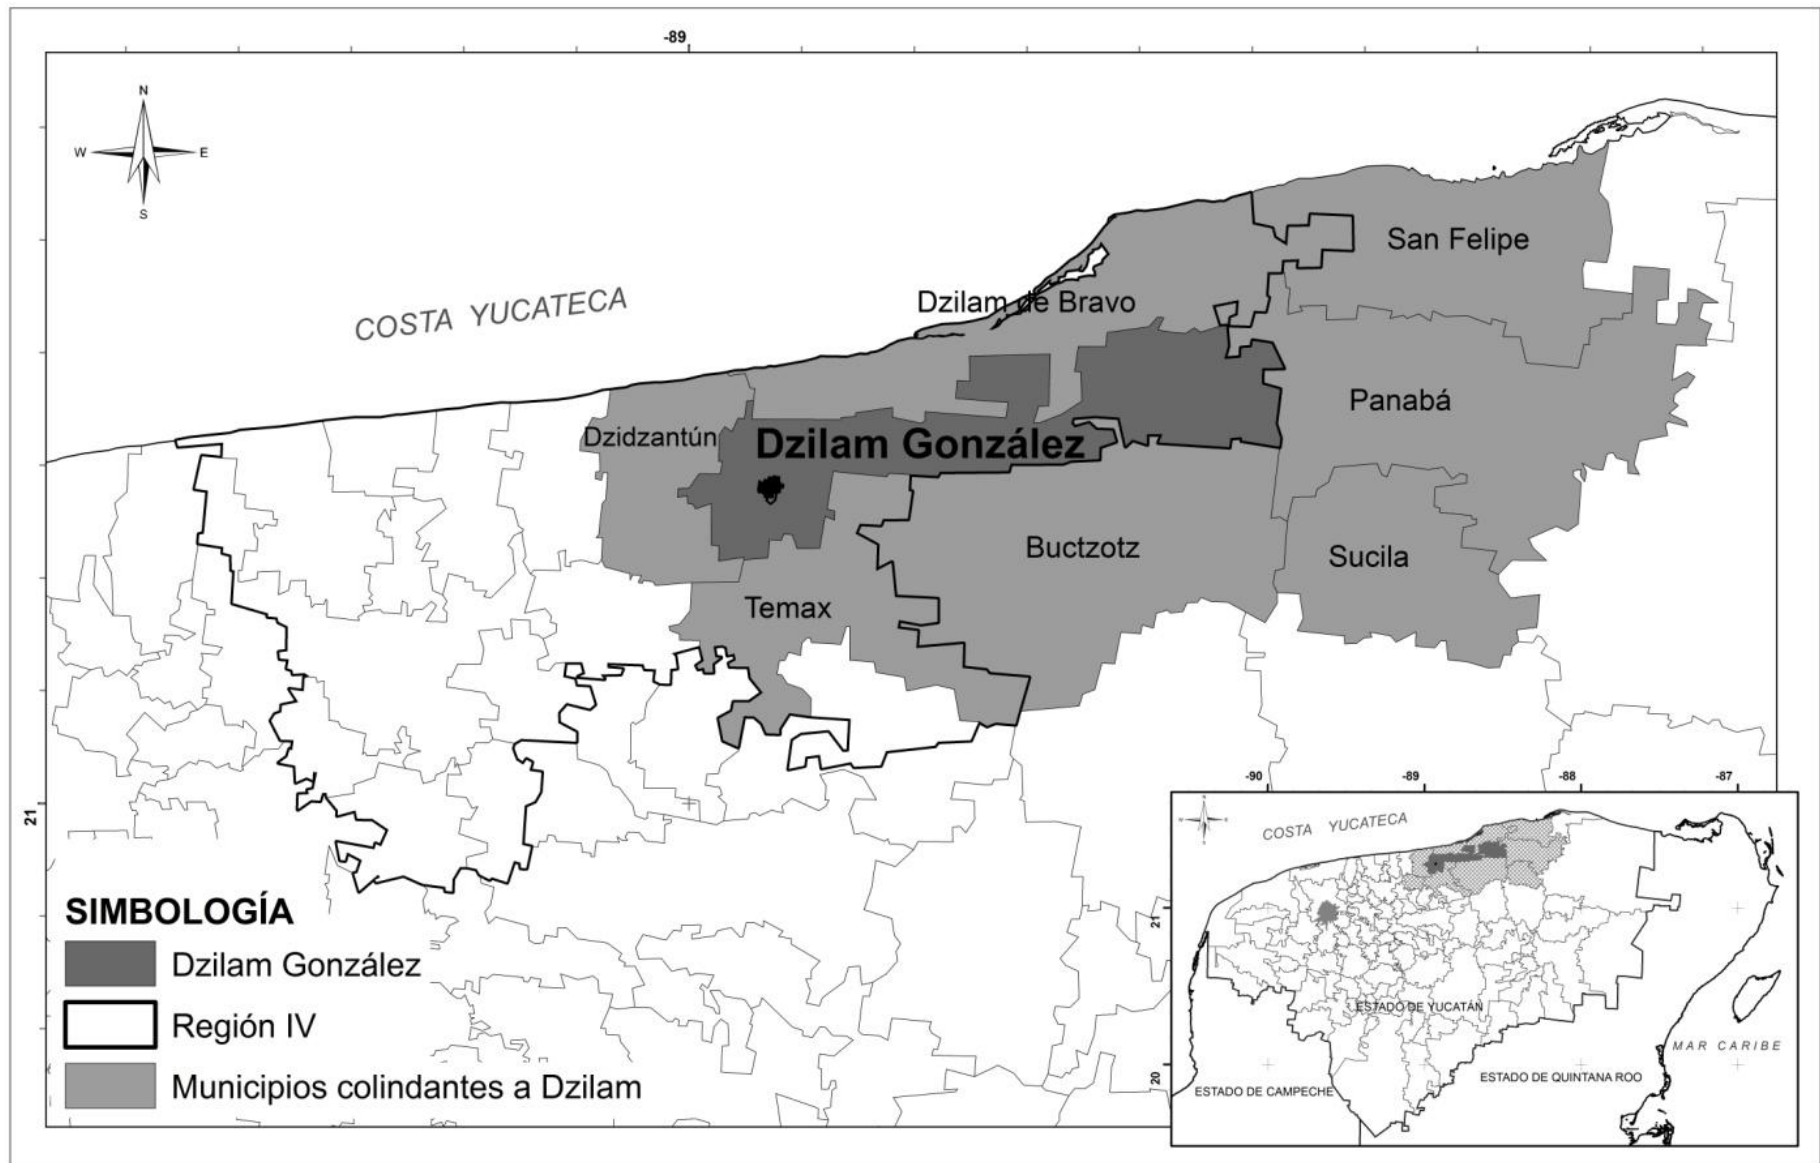 -89
N
W E
S
COSTA YUCATECA
San Felipe
Dzilam de Bravo
Panabá
Dzidzantún
Dzilam González
Buctzotz
Sucila
Temax
21
SIMBOLOGÍA
Dzilam González
Región IV
Municipios colindantes a Dzilam
-90 -89 -88 -87
COSTA YUCATECA
21
ESTADO DE YUCATÁN
MAR CARIBE
20
ESTADO DE QUINTANA ROO
ESTADO DE CAMPECHE